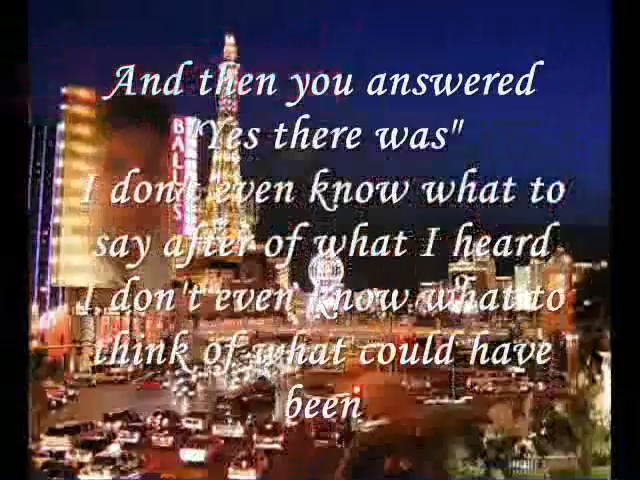 And then you answered
"Yes there was"
I don't even know what to
say after of what I heard
I don't even know what to
think of what could have
been
BALLYS